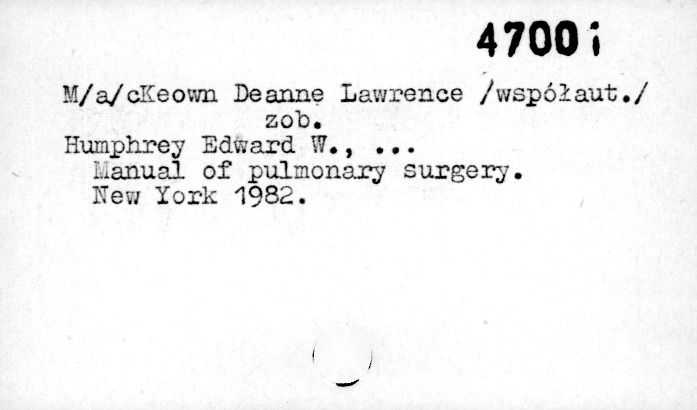 4700i
M/a/cKeown Deanne Lawrence /współaut./
zob.
Humphrey Edward W., ...
Manual of pulmonary surgery.
New York 1982.